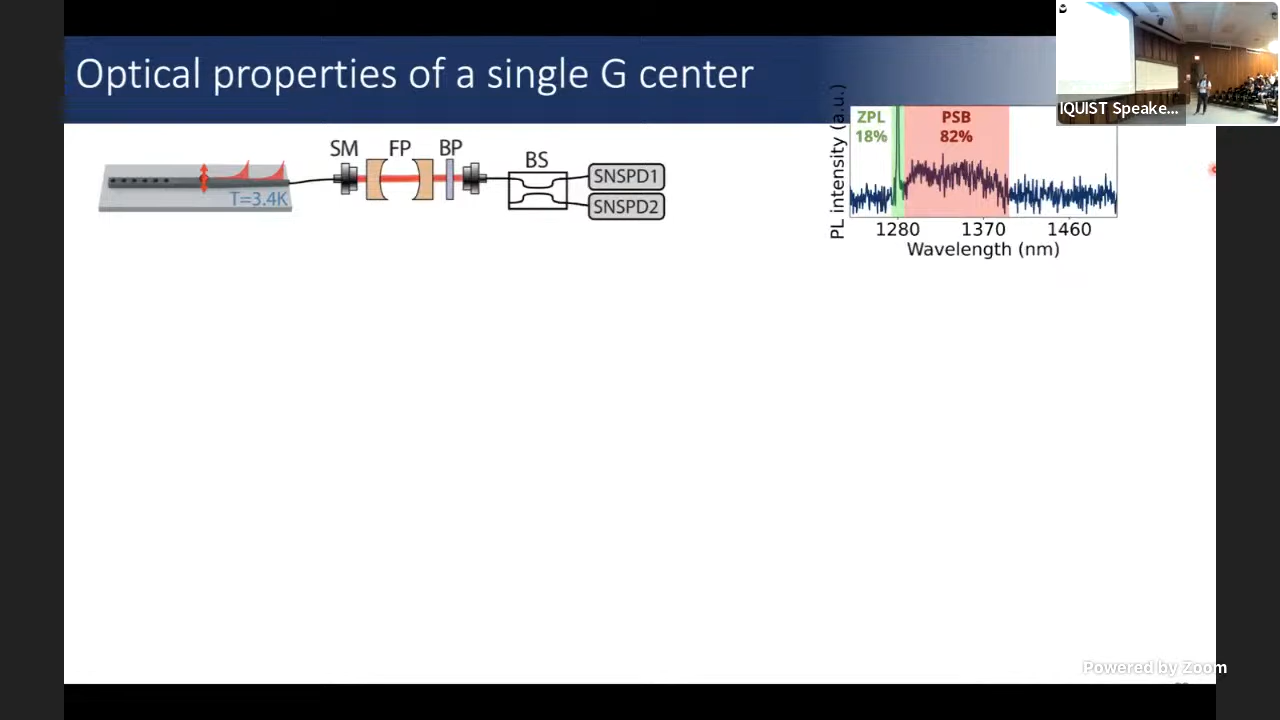 Optical properties of a single G center
IQUIST Speake...
SM
FP
BP
BS
SNSPD1
SNSPD2
T=3.4K
PL intensity (a.u.)
ZPL
18%
PSB
82%
1280
1370
1460
Wavelength (nm)
Powered by Zoom